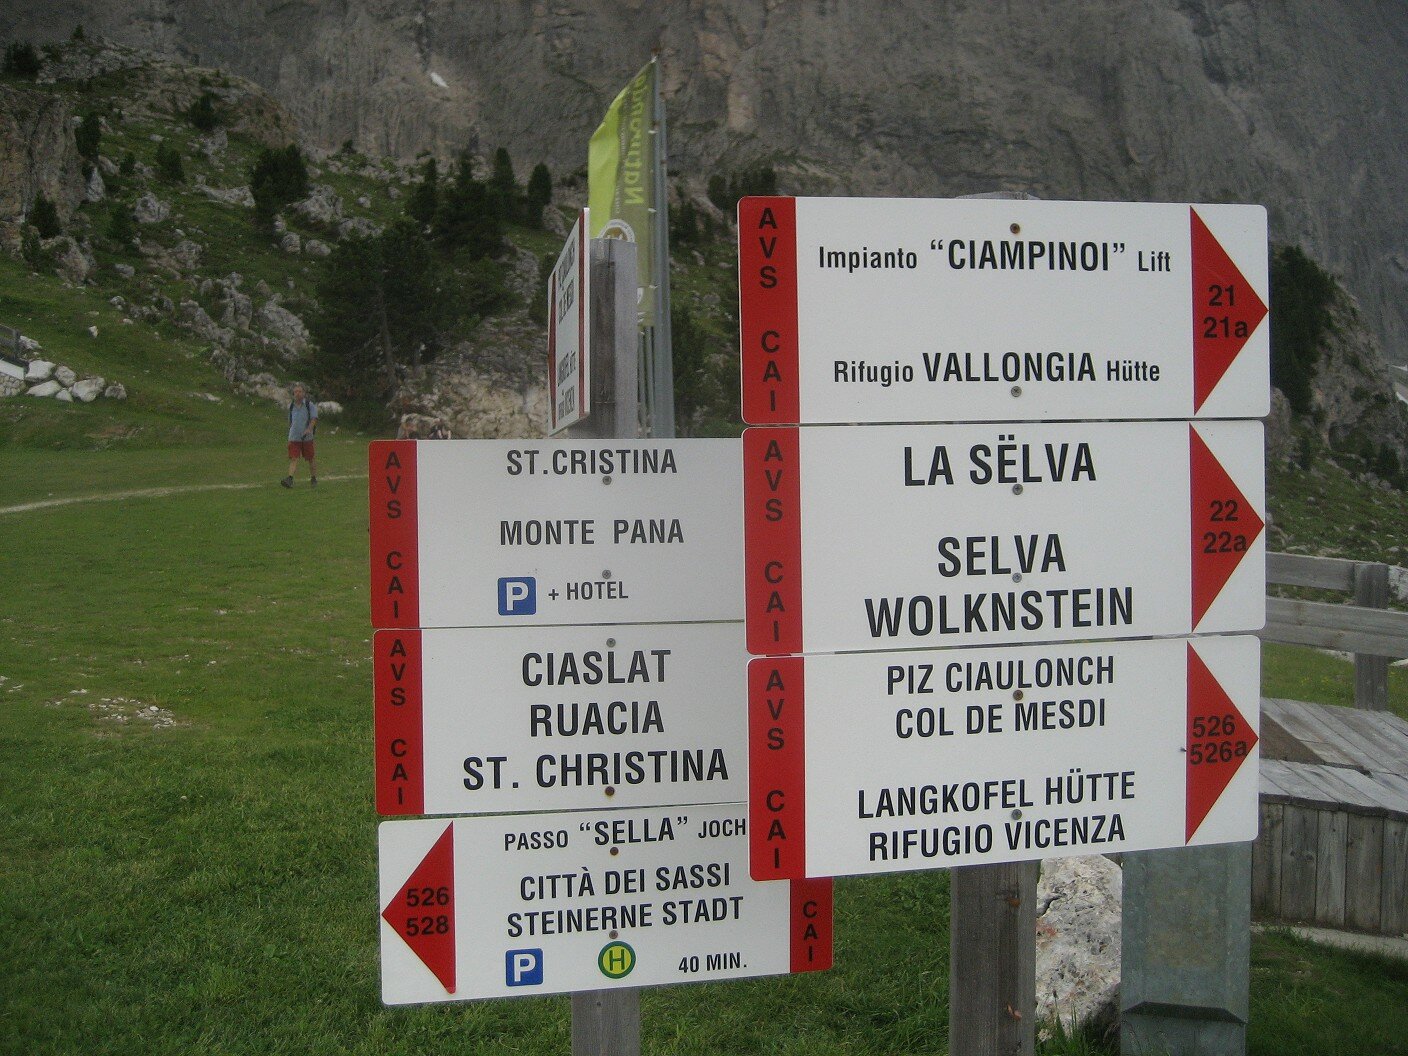 AVS CAI
Impianto "CIAMPINOI" Lift
Rifugio VALLONGIA Hütte
21
21a
AVS CAI
LA SËLVA
SELVA
WOLKNSTEIN
22
22a
AVS CAI
PIZ CIAULONCH
COL DE MESDI
LANGKOFEL HÜTTE
RIFUGIO VICENZA
526
526a
AVS CAI
ST.CRISTINA
MONTE PANA
P + HOTEL
AVS CAI
CIASLAT
RUACIA
ST. CHRISTINA
526
528
PASSO "SELLA" JOCH
CITTÀ DEI SASSI
STEINERNE STADT
P H 40 MIN.
CAI